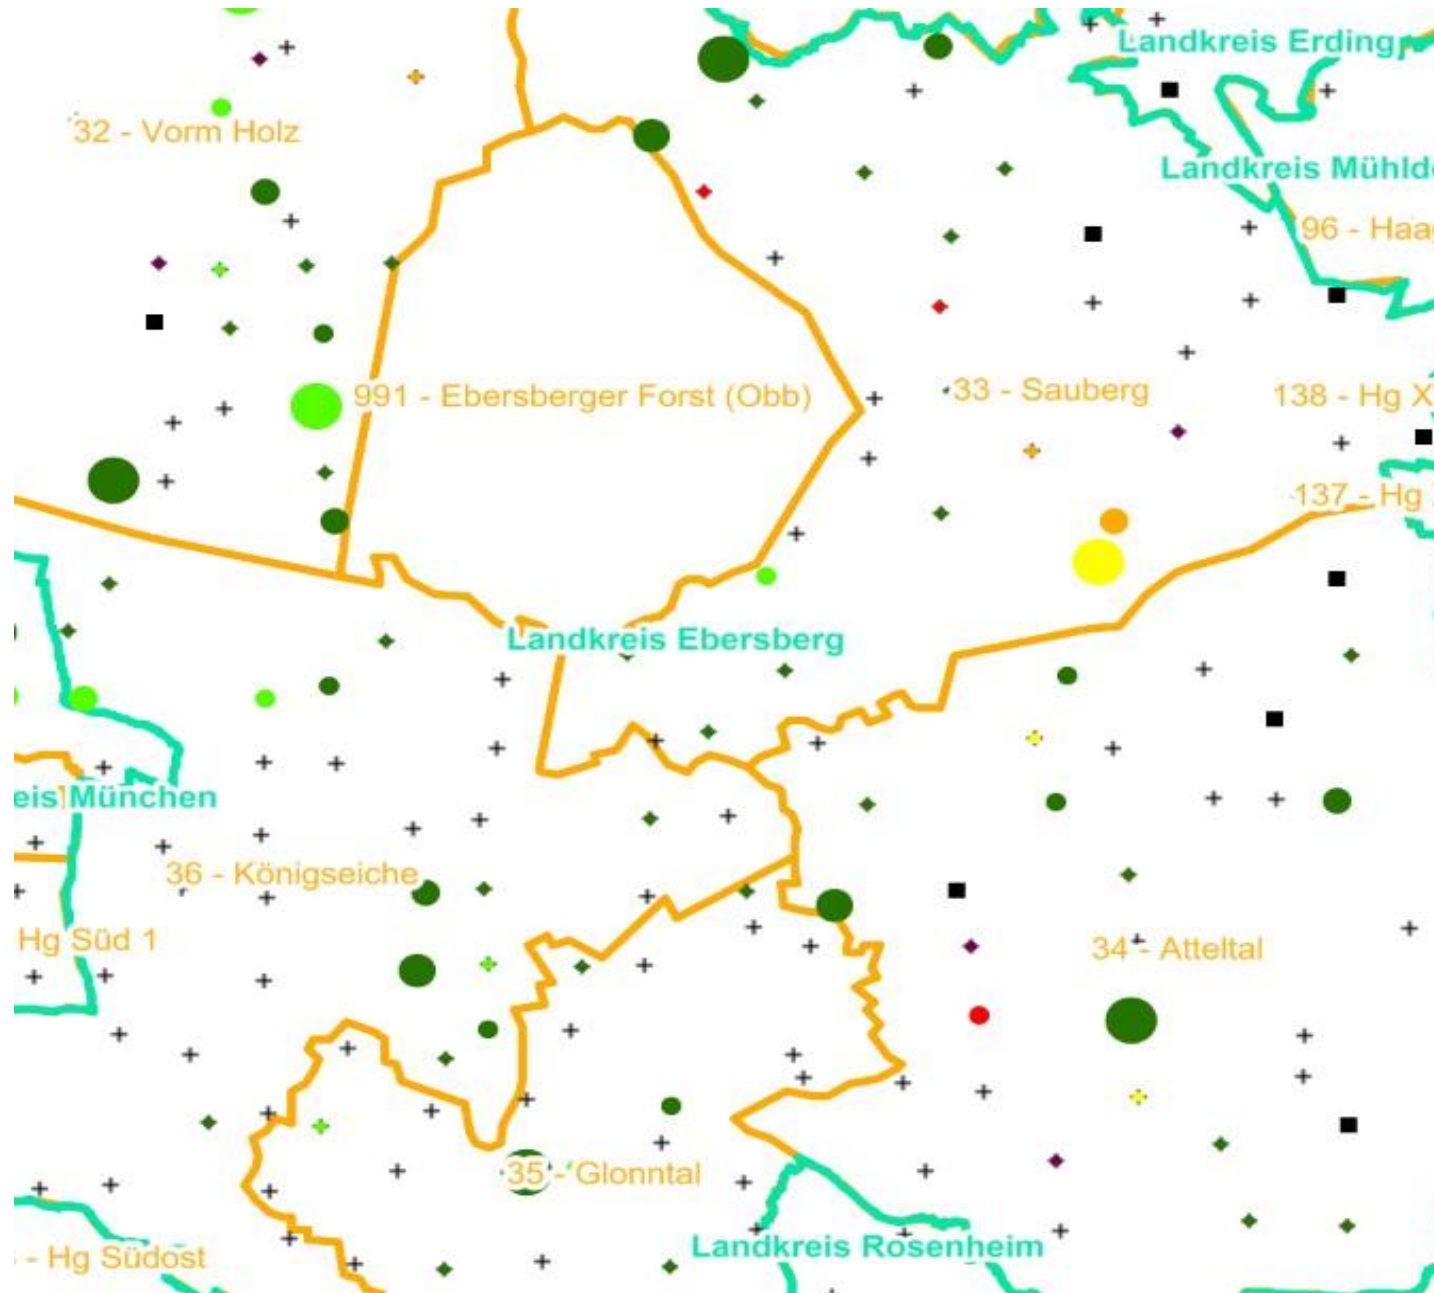 Landkreis Erding
32 - Vorm Holz
Landkreis Mühld
96 - Haa
991 - Ebersberger Forst (Obb)
33 - Sauberg
138 - Hg X
137 - Hg
Landkreis Ebersberg
eis München
36 - Königseiche
Hg Süd 1
34 - Atteltal
35 - Glonntal
Landkreis Rosenheim
- Hg Südost